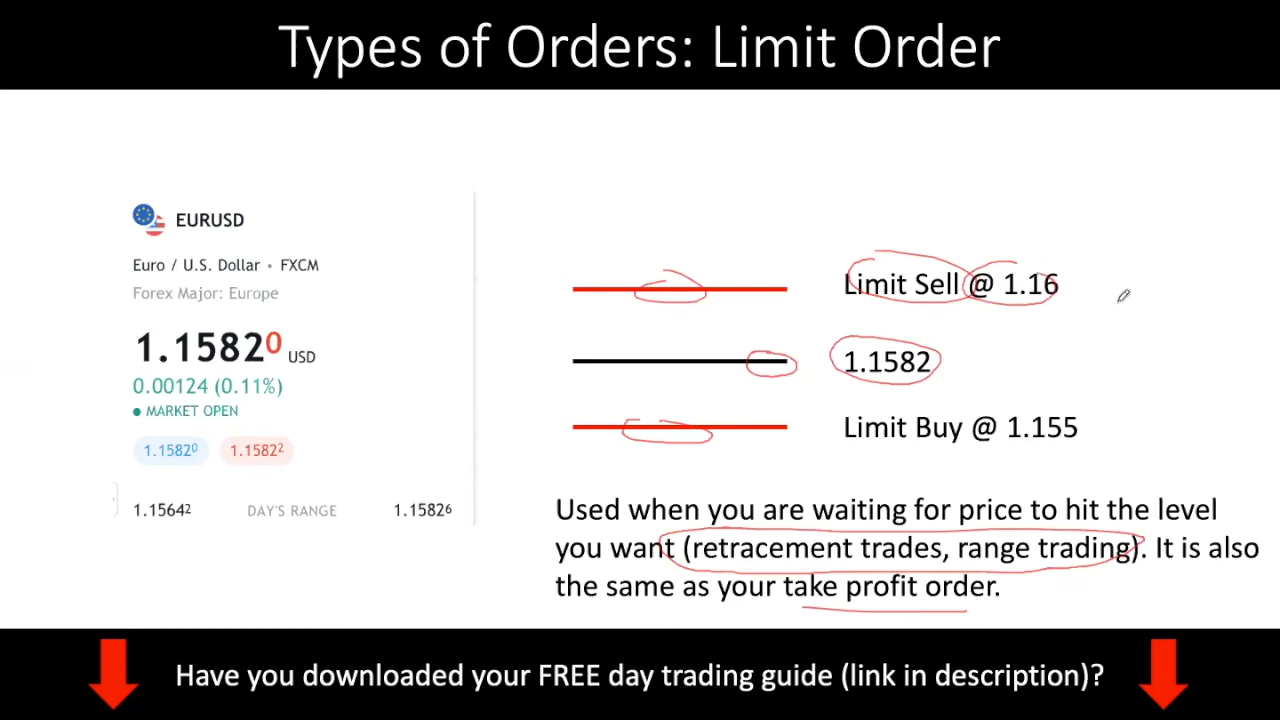 Types of Orders: Limit Order
EURUSD
Euro / U.S. Dollar • FXCM
Forex Major: Europe
1.15820 USD
0.00124 (0.11%)
MARKET OPEN
1.15820 1.15822
1.15642 DAY'S RANGE 1.15826
Limit Sell @ 1.16
1.1582
Limit Buy @ 1.155
Used when you are waiting for price to hit the level
you want (retracement trades, range trading). It is also
the same as your take profit order.
Have you downloaded your FREE day trading guide (link in description)?